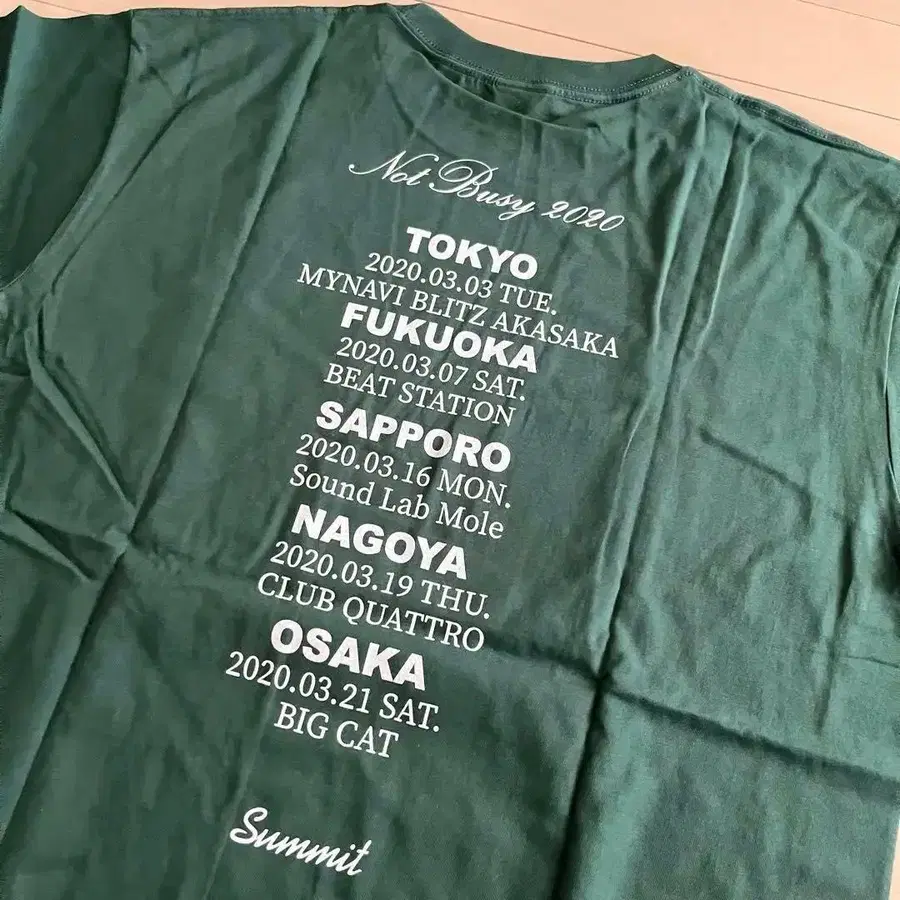 Not Busy 2020
TOKYO
2020.03.03 TUE.
MYNAVI BLITZ AKASAKA
FUKUOKA
2020.03.07 SAT.
BEAT STATION
SAPPORO
2020.03.16 MON.
Sound Lab Mole
NAGOYA
2020.03.19 THU.
CLUB QUATTRO
OSAKA
2020.03.21 SAT.
BIG CAT
Summit